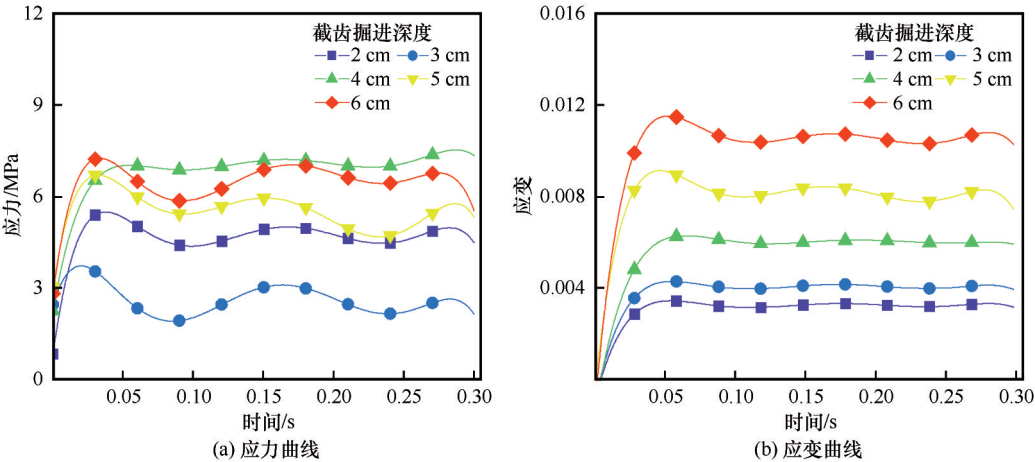 12
9
6
3
0
应力/MPa
截齿掘进深度
2 cm 3 cm
4 cm 5 cm
6 cm
0.05 0.10 0.15 0.20 0.25 0.30
时间/s
(a) 应力曲线
0.016
0.012
0.008
0.004
应变
截齿掘进深度
2 cm 3 cm
4 cm 5 cm
6 cm
0.05 0.10 0.15 0.20 0.25 0.30
时间/s
(b) 应变曲线